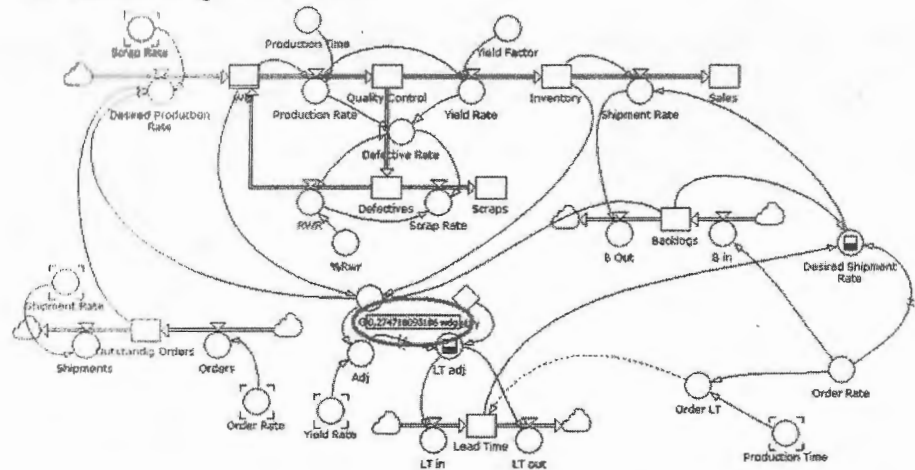 Scrap Rate
Production Time
Yield Factor
Desired Production
Rate
Production Rate
Quality Control
Yield Rate
Inventory
Shipment Rate
Sales
Defective Rate
RWR
Defectives
Scrap Rate
Scraps
%Rwr
B Out
Backlogs
B in
Desired Shipment
Rate
Shipment Rate
Shipments
Outstandig Orders
Orders
Adj
LT adj
Order Rate
Yield Rate
LT in
Lead Time
LT out
Order LT
Order Rate
Production Time